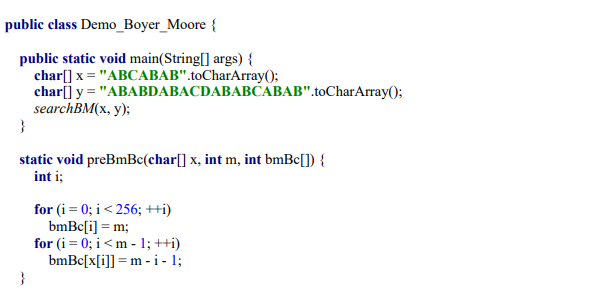 public class Demo_Boyer_Moore {
public static void main(String[] args) {
char[] x = "ABCABAB".toCharArray();
char[] y = "ABABDABACDABABCABAB".toCharArray();
searchBM(x, y);
}
static void preBmBc(char[] x, int m, int bmBc[]) {
int i;
for (i = 0; i < 256; ++i)
bmBc[i] = m;
for (i = 0; i < m - 1; ++i)
bmBc[x[i]] = m - i - 1;
}